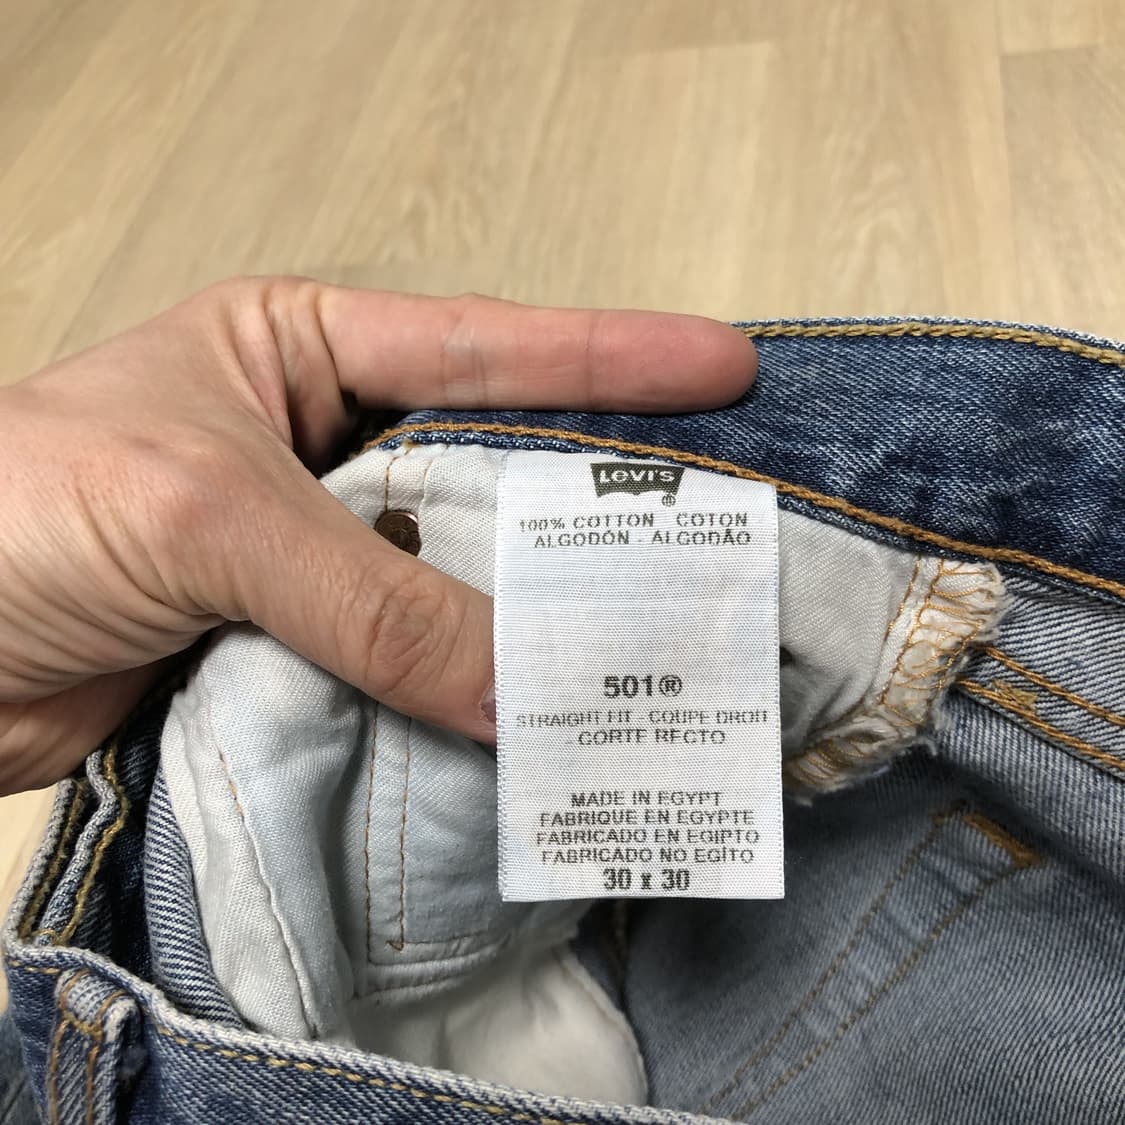 LEVI'S
®
100% COTTON COTON
ALGODÓN - ALGODÃO
501®
STRAIGHT FIT - COUPE DROIT
- CORTE RECTO
MADE IN EGYPT
FABRIQUE EN EGYPTE
FABRICADO EN EGIPTO
FABRICADO NO EGITO
30 x 30